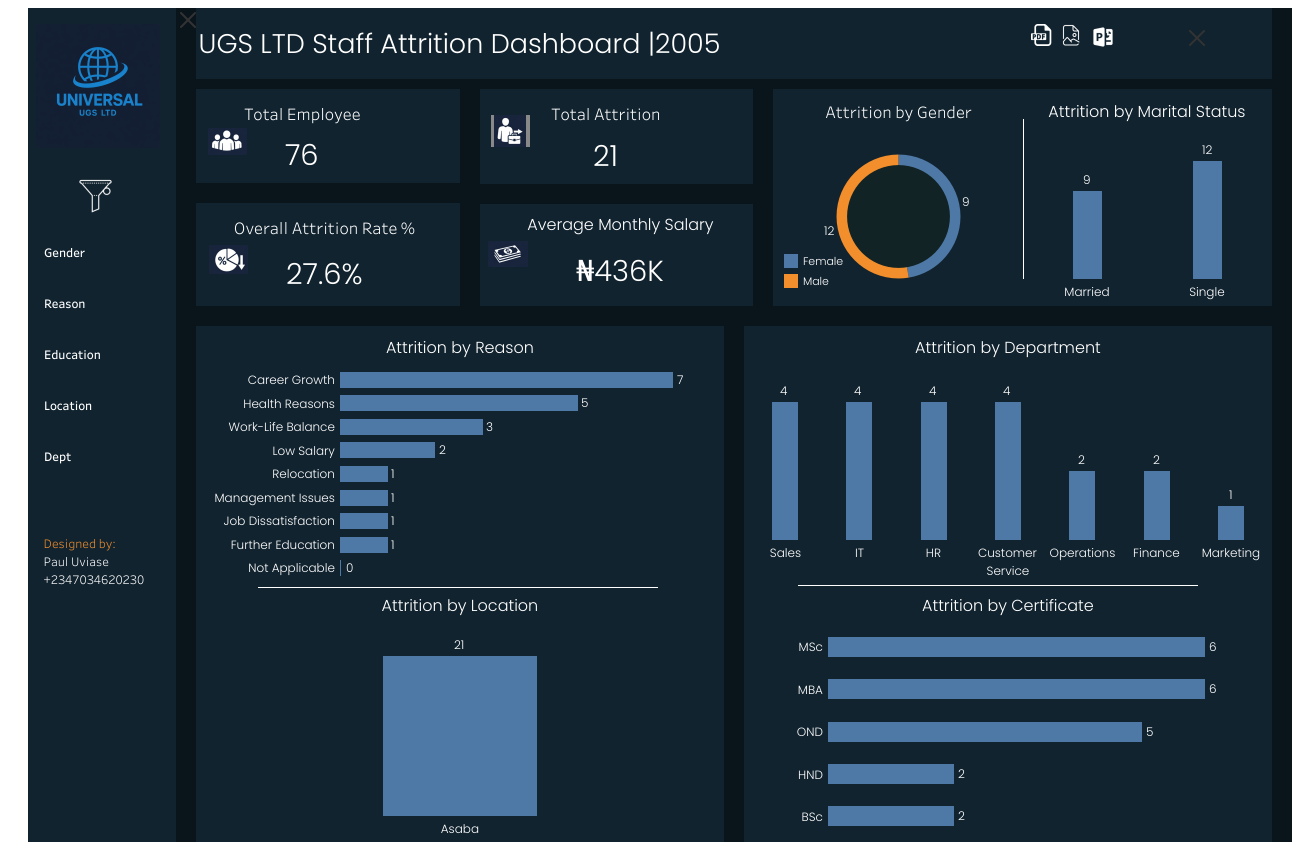 UNIVERSAL
UGS LTD
Gender
Reason
Education
Location
Dept
Designed by:
Paul Uviase
+2347034620230
UGS LTD Staff Attrition Dashboard |2005
PDF
P
Total Employee
76
Total Attrition
21
Overall Attrition Rate %
%
27.6%
Average Monthly Salary
₦436K
Attrition by Gender
9
12
Female
Male
Attrition by Marital Status
9
12
Married
Single
Attrition by Reason
Career Growth 7
Health Reasons 5
Work-Life Balance 3
Low Salary 2
Relocation 1
Management Issues 1
Job Dissatisfaction 1
Further Education 1
Not Applicable 0
Attrition by Location
21
Asaba
Attrition by Department
4 4 4 4 2 2 1
Sales IT HR Customer Operations Finance Marketing
Service
Attrition by Certificate
MSc 6
MBA 6
OND 5
HND 2
BSc 2